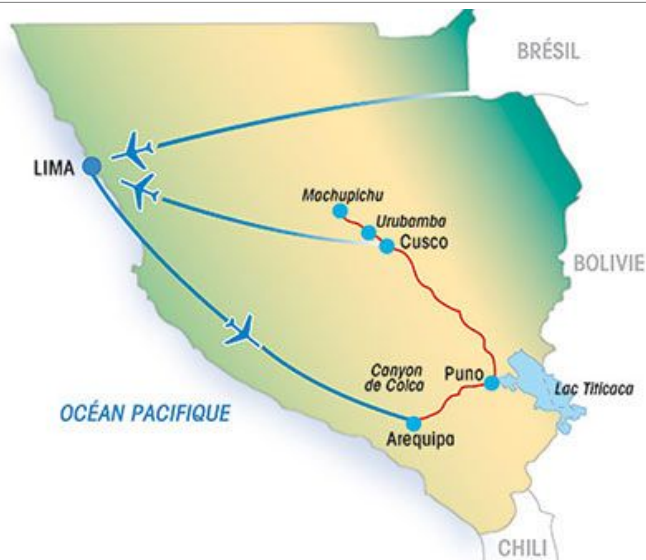 BRÉSIL
LIMA
Machupichu
Urubamba
Cusco
BOLIVIE
Canyon
de Colca
Puno
Lac Titicaca
OCÉAN PACIFIQUE
Arequipa
CHILI